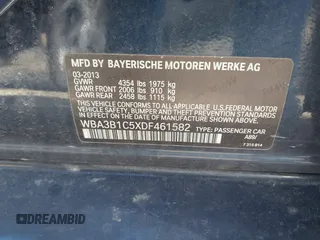 MFD BY BAYERISCHE MOTOREN WERKE AG
03-2013
GVWR 4354 lbs 1975 kg
GAWR FRONT 2006 lbs 910 kg
GAWR REAR 2458 lbs 1115 kg
THIS VEHICLE CONFORMS TO ALL APPLICABLE
U.S. FEDERAL MOTOR VEHICLE SAFETY,
BUMPER, AND THEFT PREVENTION STANDARDS
IN EFFECT ON THE DATE OF MANUFACTURE
SHOWN ABOVE.
WBA3B1C5XDF461582 TYPE: PASSENGER CAR
DREAMBID